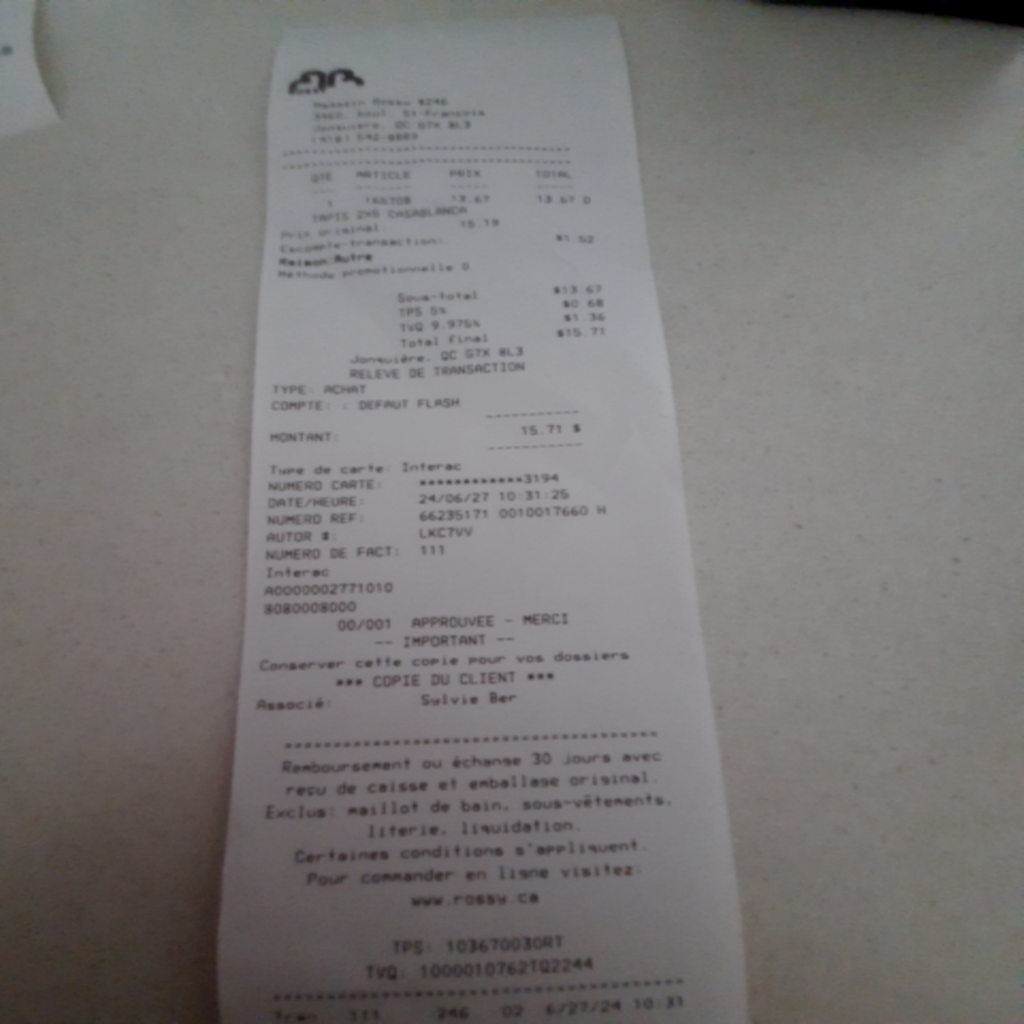 Magasin Rossy #246
3460, boul. St-François
Jonquière, QC G7X 8L3
(418) 542-8889
QTE ARTICLE PRIX TOTAL
1 166708 13.67 13.67 D
TAPIS 2X5 CASABLANCA
Prix original: 15.19
Escompte-transaction: $1.52
Raison:Autre
Méthode promotionnelle 0
Sous-total $13.67
TPS 5% $0.68
TVQ 9.975% $1.36
Total Final $15.71
Jonquière, QC G7X 8L3
RELEVE DE TRANSACTION
TYPE: ACHAT
COMPTE: : DEFAUT FLASH
MONTANT: 15.71 $
Type de carte: Interac
NUMERO CARTE: ************3194
DATE/HEURE: 24/06/27 10:31:25
NUMERO REF: 66235171 0010017660 H
AUTOR #: LKC7VV
NUMERO DE FACT: 111
Interac
A0000002771010
8080008000
00/001 APPROUVEE - MERCI
-- IMPORTANT --
Conserver cette copie pour vos dossiers
*** COPIE DU CLIENT ***
Associé: Sylvie Ber
Remboursement ou échange 30 jours avec
reçu de caisse et emballage original.
Exclus: maillot de bain, sous-vêtements,
literie, liquidation.
Certaines conditions s'appliquent.
Pour commander en ligne visitez:
www.rossy.ca
TPS: 103670030RT
TVQ: 1000010762TQ2244
Tran 111 246 02 6/27/24 10:31